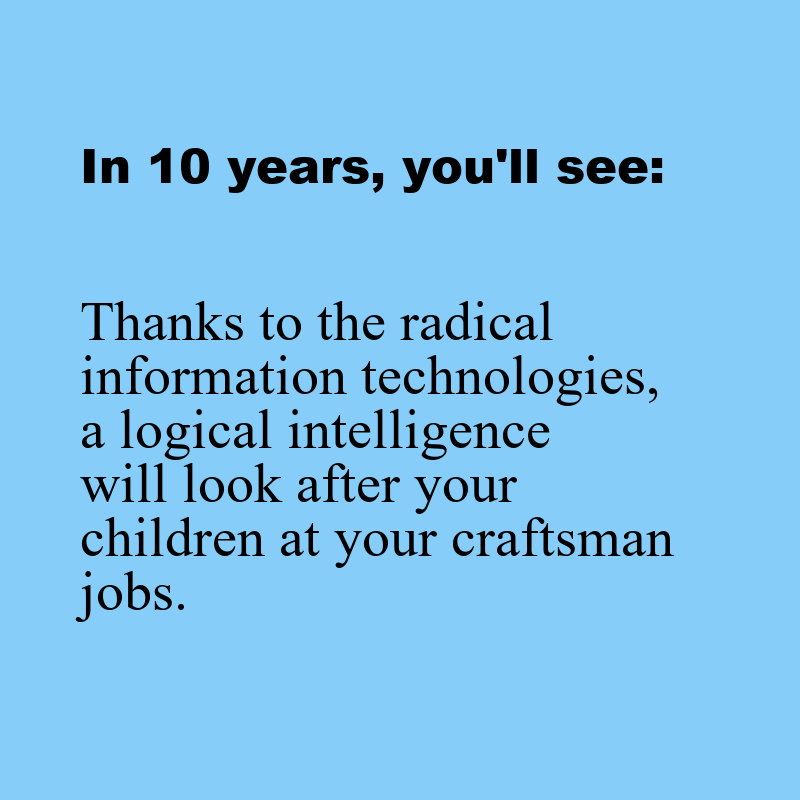 In 10 years, you'll see:
Thanks to the radical
information technologies,
a logical intelligence
will look after your
children at your craftsman
jobs.